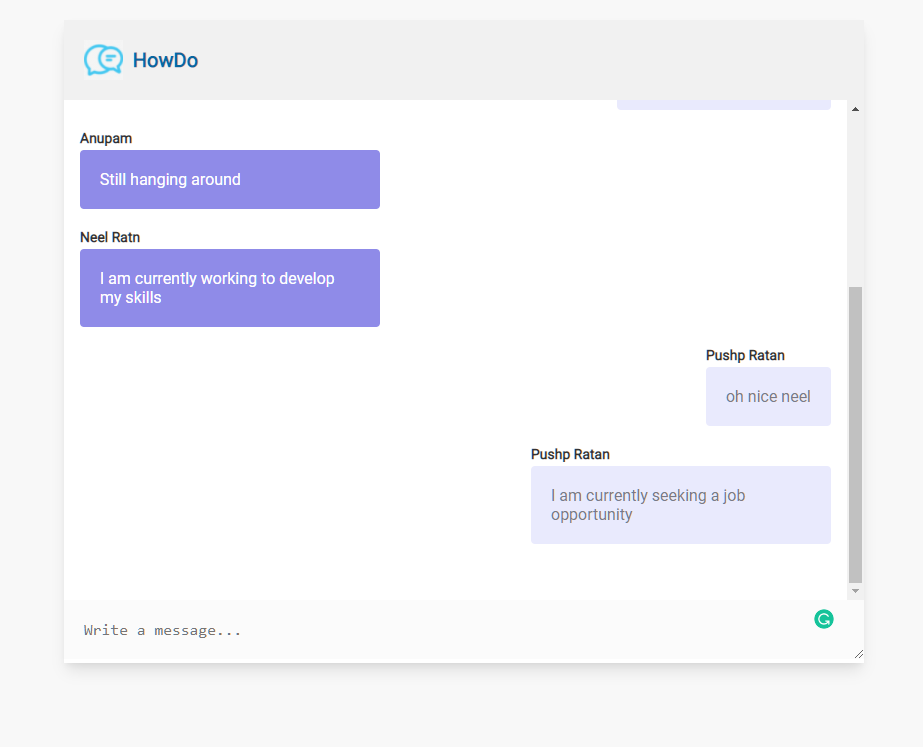 HowDo
Anupam
Still hanging around
Neel Ratn
I am currently working to develop
my skills
Pushp Ratan
oh nice neel
Pushp Ratan
I am currently seeking a job
opportunity
Write a message...